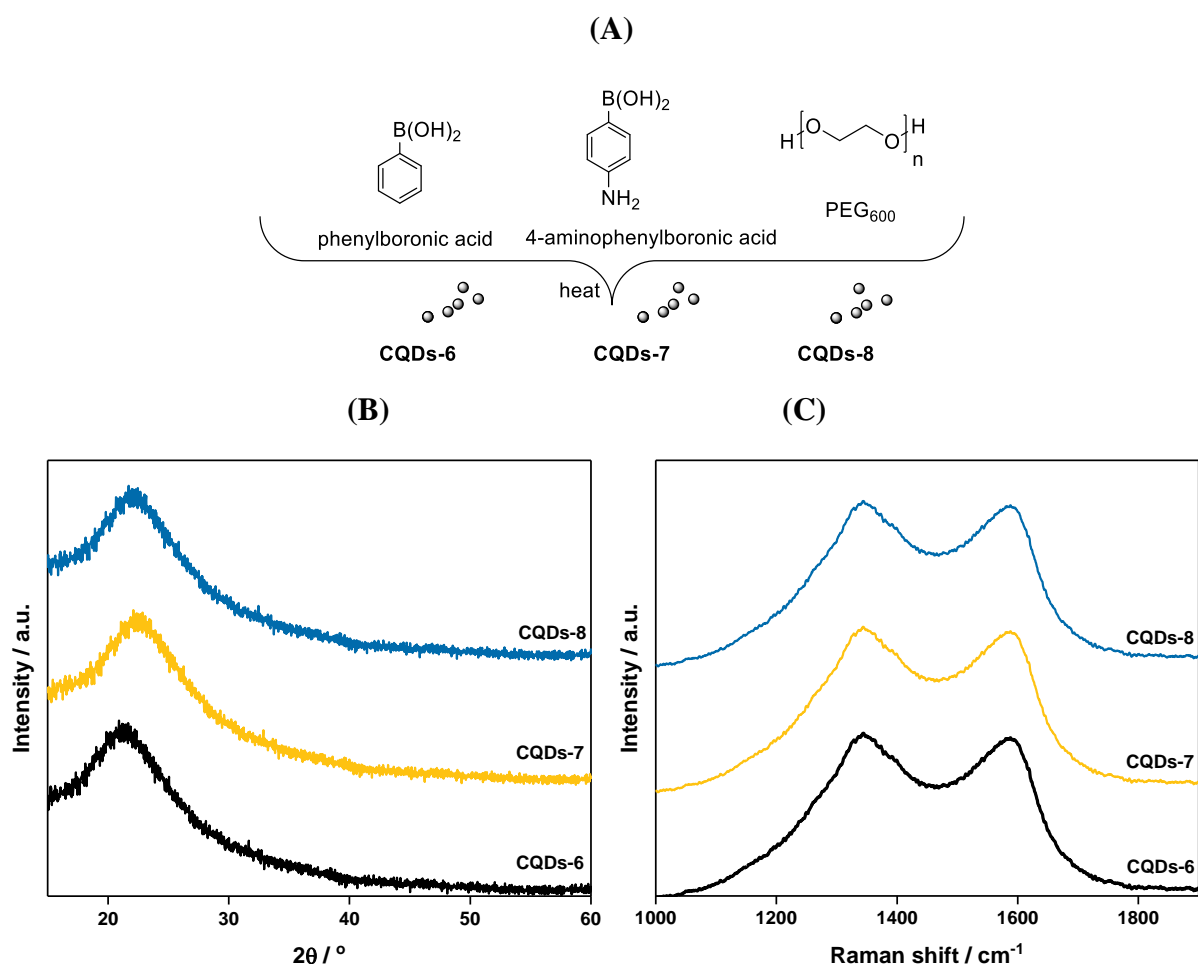 (A)
B(OH)2
B(OH)2
H O O H n
NH2
PEG600
phenylboronic acid
4-aminophenylboronic acid
heat
CQDs-6
CQDs-7
CQDs-8
(B)
(C)
Intensity / a.u.
CQDs-8
CQDs-7
CQDs-6
20 30 40 50 60
2θ / º
Intensity / a.u.
CQDs-8
CQDs-7
CQDs-6
1000 1200 1400 1600 1800
Raman shift / cm-1